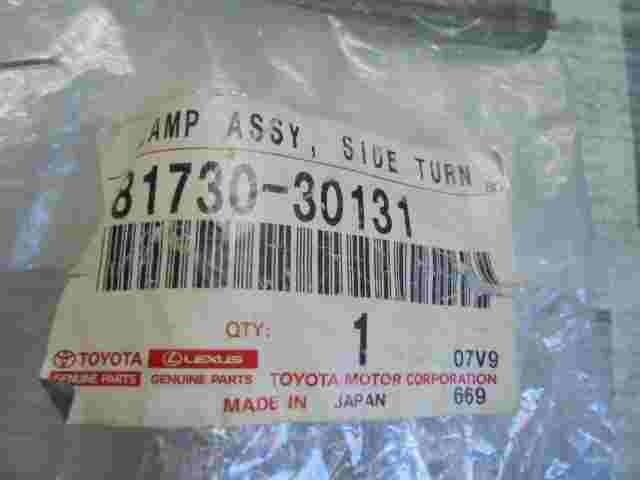 LAMP ASSY, SIDE TURN
81730-30131
QTY: 1
TOYOTA LEXUS 07V9
GENUINE PARTS GENUINE PARTS TOYOTA MOTOR CORPORATION
MADE IN JAPAN 669